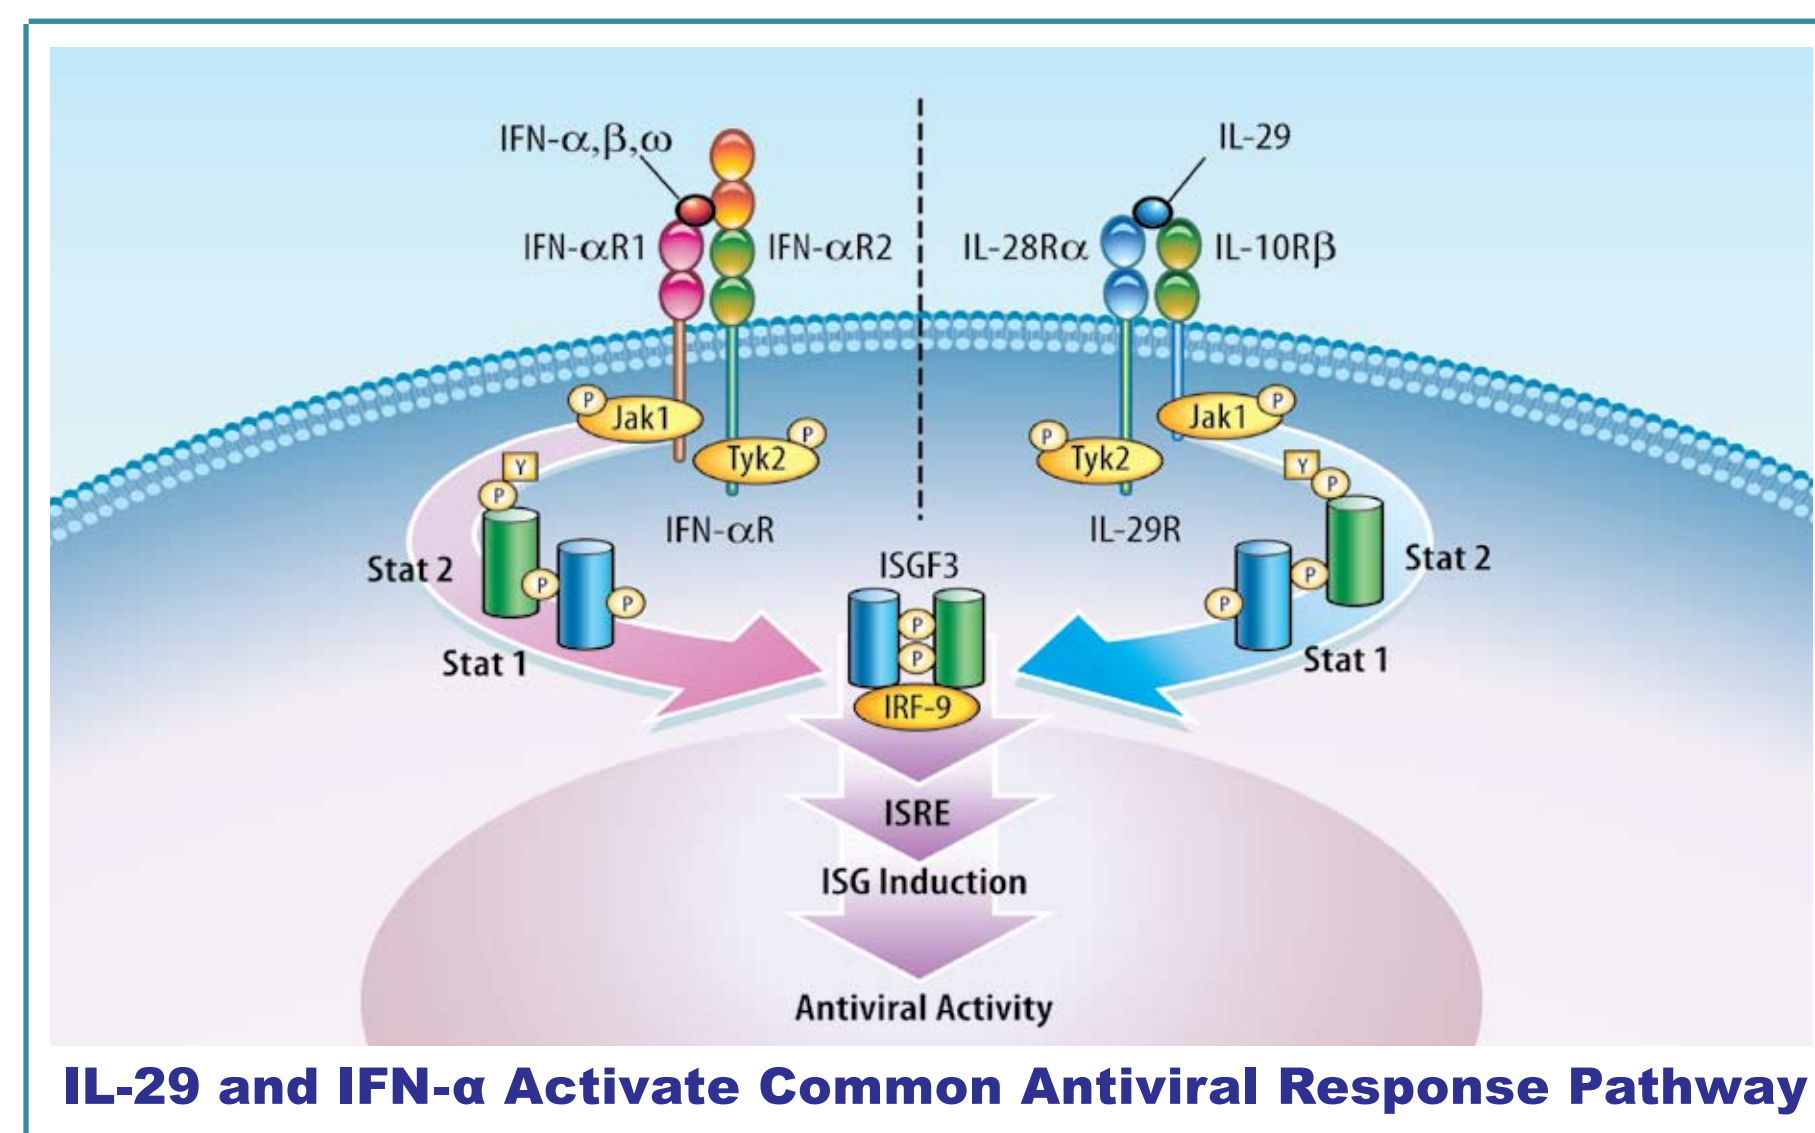 IFN-α,β,ω
IL-29
IFN-αR1
IFN-αR2
IL-28Rα
IL-10Rβ
P
Jak1
P
Tyk2
P
Tyk2
Jak1
P
Y
P
Y
P
IFN-αR
IL-29R
Stat 2
P
P
Stat 1
ISGF3
P
P
IRF-9
P
P
Stat 2
Stat 1
ISRE
ISG Induction
Antiviral Activity
IL-29 and IFN-α Activate Common Antiviral Response Pathway